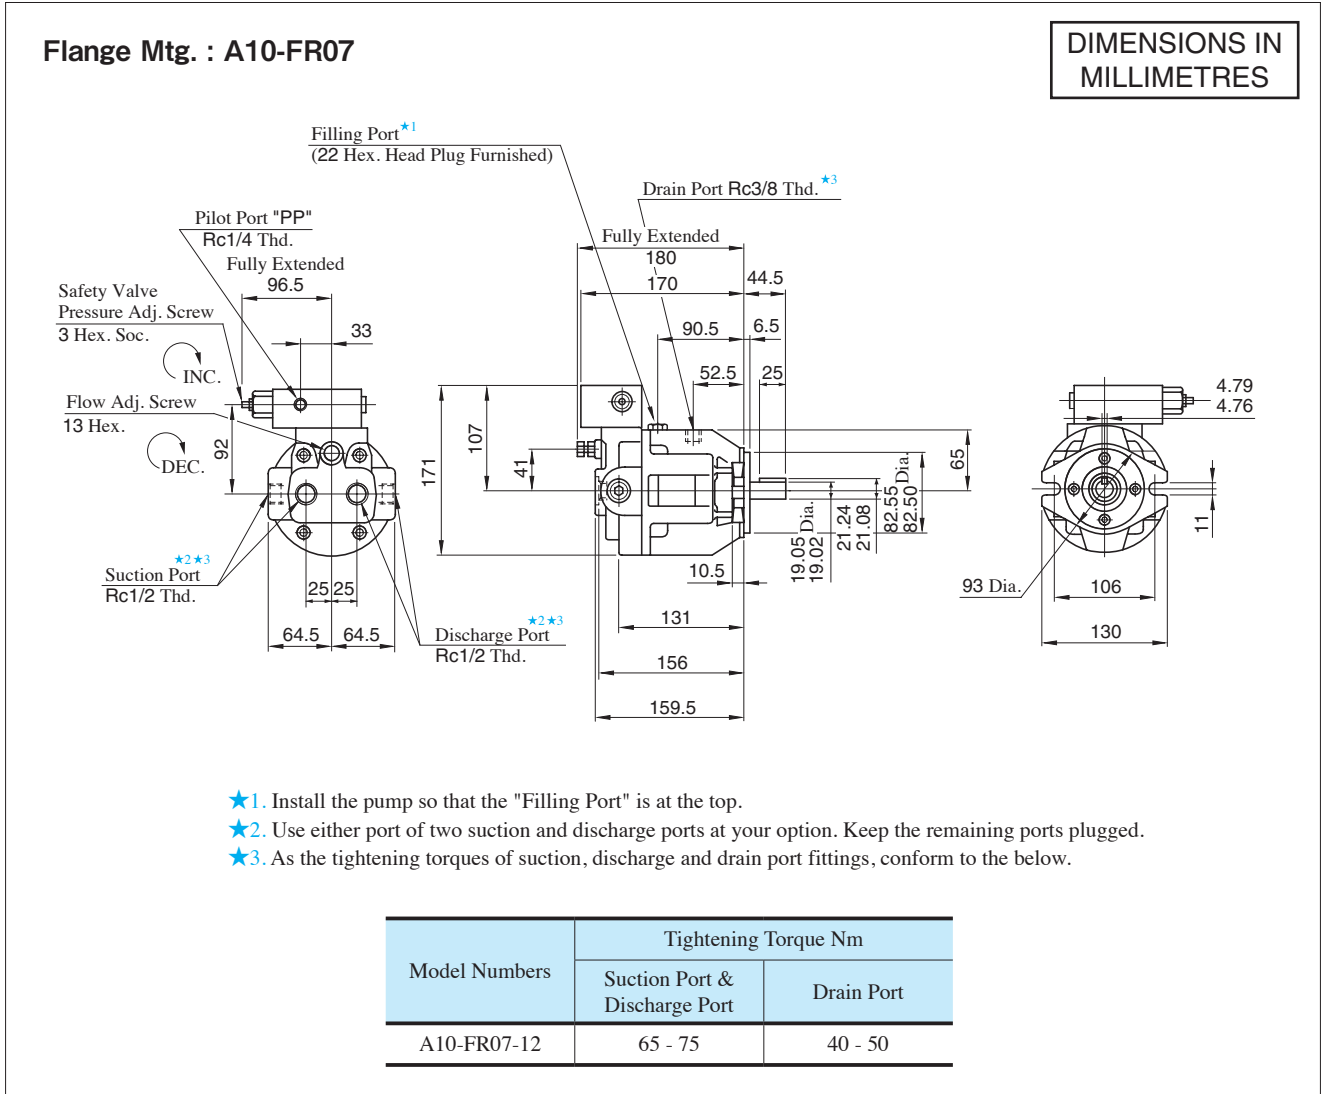 Flange Mtg. : A10-FR07
DIMENSIONS IN
MILLIMETRES
Filling Port★1
(22 Hex. Head Plug Furnished)
Drain Port Rc3/8 Thd.★3
Pilot Port "PP"
Rc1/4 Thd.
Fully Extended
96.5
Safety Valve
Pressure Adj. Screw
3 Hex. Soc.
33
INC.
Flow Adj. Screw
13 Hex.
DEC.
92
★2★3
Suction Port
Rc1/2 Thd.
25
25
64.5
64.5
★2★3
Discharge Port
Rc1/2 Thd.
Fully Extended
180
170
44.5
90.5
6.5
52.5
25
171
107
41
65
10.5
19.05
19.02
Dia.
21.24
21.08
82.55
82.50
Dia.
131
156
159.5
4.79
4.76
11
93 Dia.
106
130
★1. Install the pump so that the "Filling Port" is at the top.
★2. Use either port of two suction and discharge ports at your option. Keep the remaining ports plugged.
★3. As the tightening torques of suction, discharge and drain port fittings, conform to the below.
Model Numbers
Tightening Torque Nm
Suction Port &
Discharge Port
Drain Port
A10-FR07-12
65 - 75
40 - 50